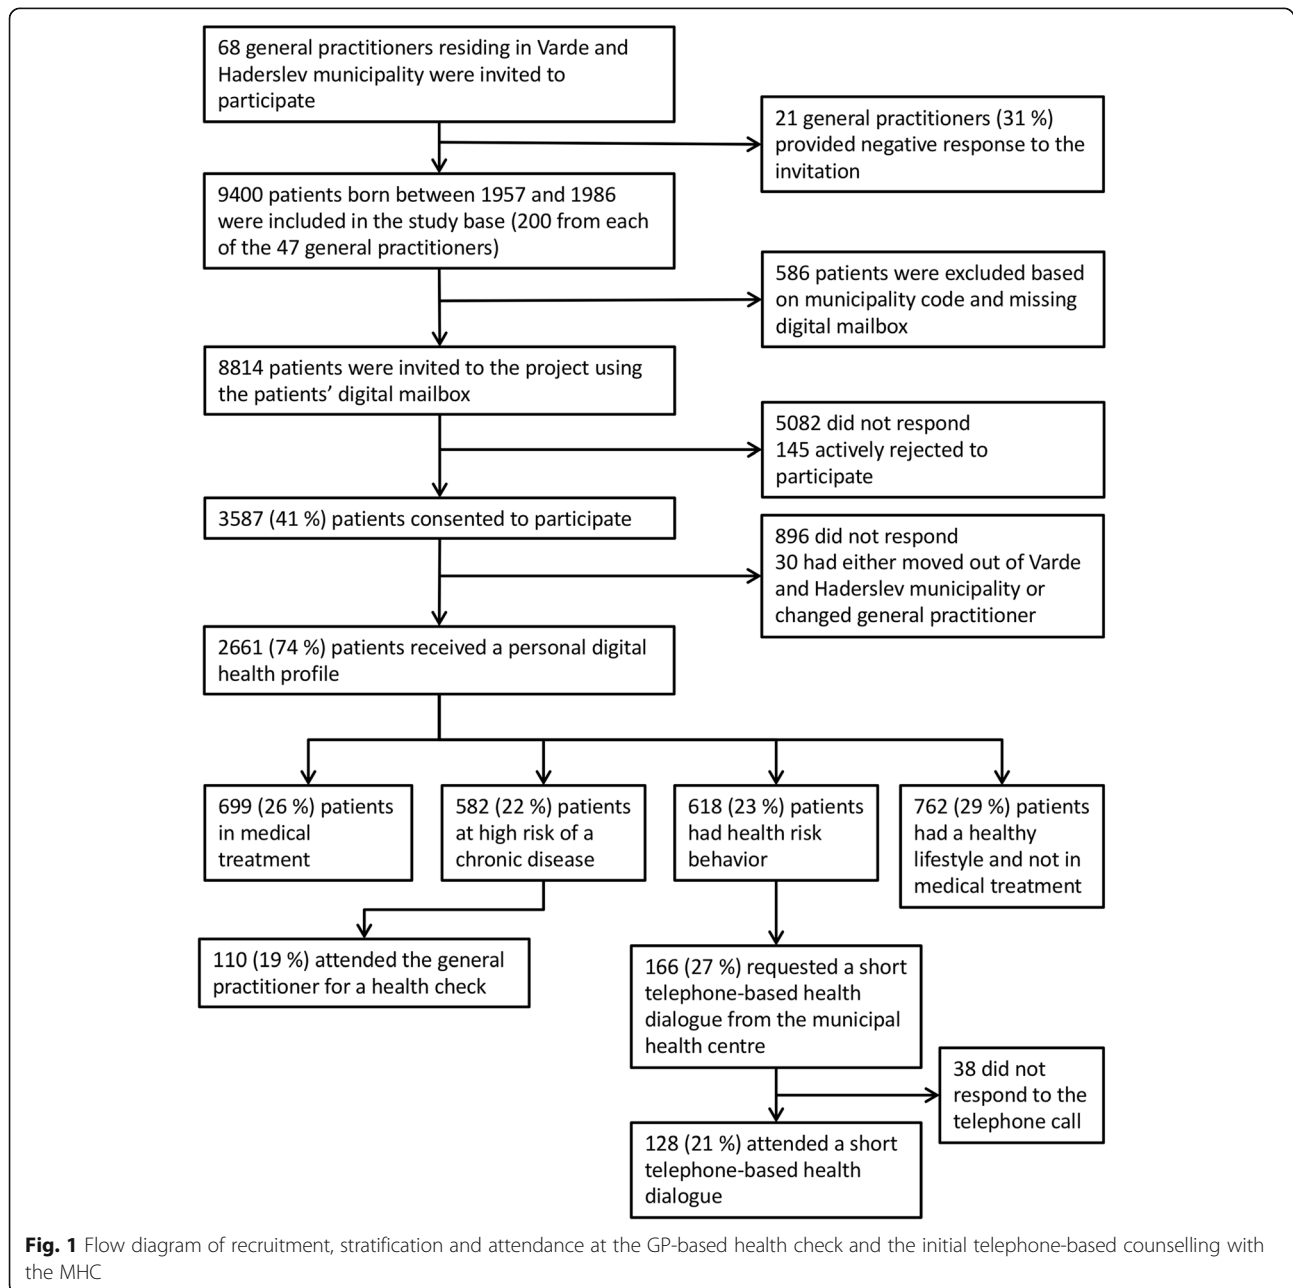 68 general practitioners residing in Varde and
Haderslev municipality were invited to
participate
21 general practitioners (31 %)
provided negative response to the
invitation
9400 patients born between 1957 and 1986
were included in the study base (200 from each
of the 47 general practitioners)
586 patients were excluded based
on municipality code and missing
digital mailbox
8814 patients were invited to the project using
the patients’ digital mailbox
5082 did not respond
145 actively rejected to
participate
3587 (41 %) patients consented to participate
896 did not respond
30 had either moved out of Varde
and Haderslev municipality or
changed general practitioner
2661 (74 %) patients received a personal digital
health profile
699 (26 %) patients
in medical
treatment
582 (22 %) patients
at high risk of a
chronic disease
618 (23 %) patients
had health risk
behavior
762 (29 %) patients
had a healthy
lifestyle and not in
medical treatment
110 (19 %) attended the general
practitioner for a health check
166 (27 %) requested a short
telephone-based health
dialogue from the municipal
health centre
38 did not
respond to the
telephone call
128 (21 %) attended a short
telephone-based health
dialogue
Fig. 1 Flow diagram of recruitment, stratification and attendance at the GP-based health check and the initial telephone-based counselling with
the MHC